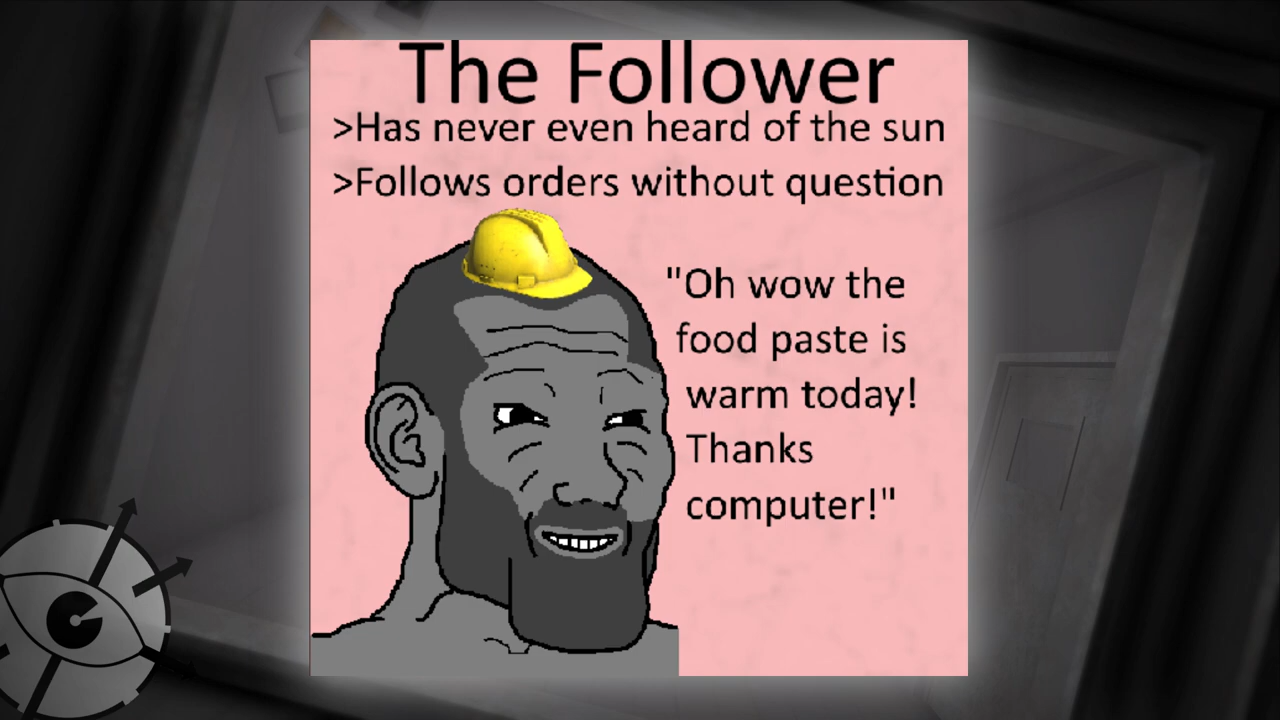 The Follower
>Has never even heard of the sun
>Follows orders without question
"Oh wow the
food paste is
warm today!
Thanks
computer!"